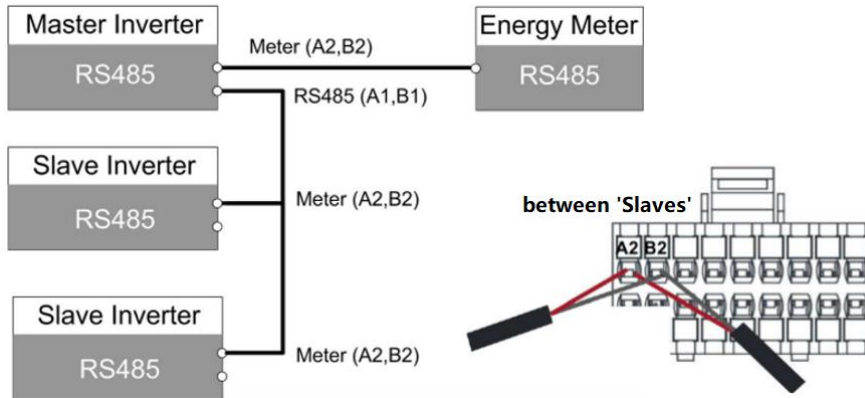 Master Inverter
RS485
Meter (A2,B2)
Energy Meter
RS485
RS485 (A1,B1)
Slave Inverter
RS485
Meter (A2,B2)
between 'Slaves'
A2 B2
Slave Inverter
RS485
Meter (A2,B2)